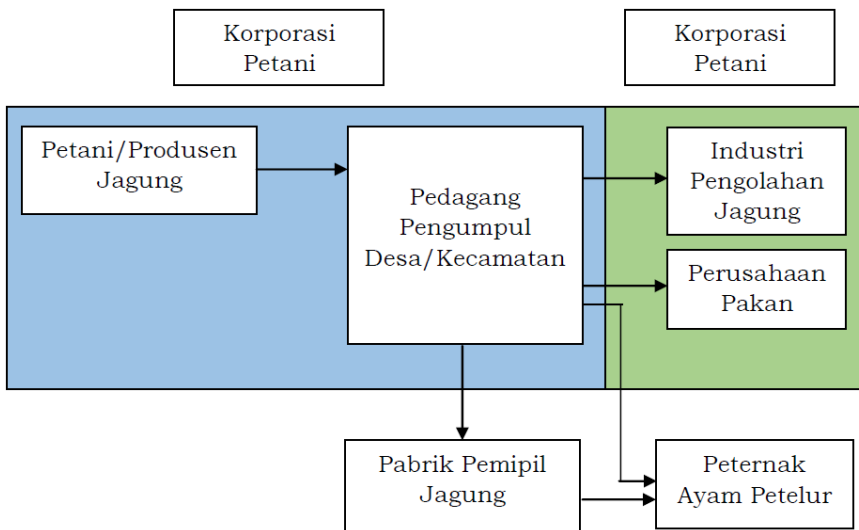 Korporasi
Petani
Korporasi
Petani
Petani/Produsen
Jagung
Pedagang
Pengumpul
Desa/Kecamatan
Industri
Pengolahan
Jagung
Perusahaan
Pakan
Pabrik Pemipil
Jagung
Peternak
Ayam Petelur